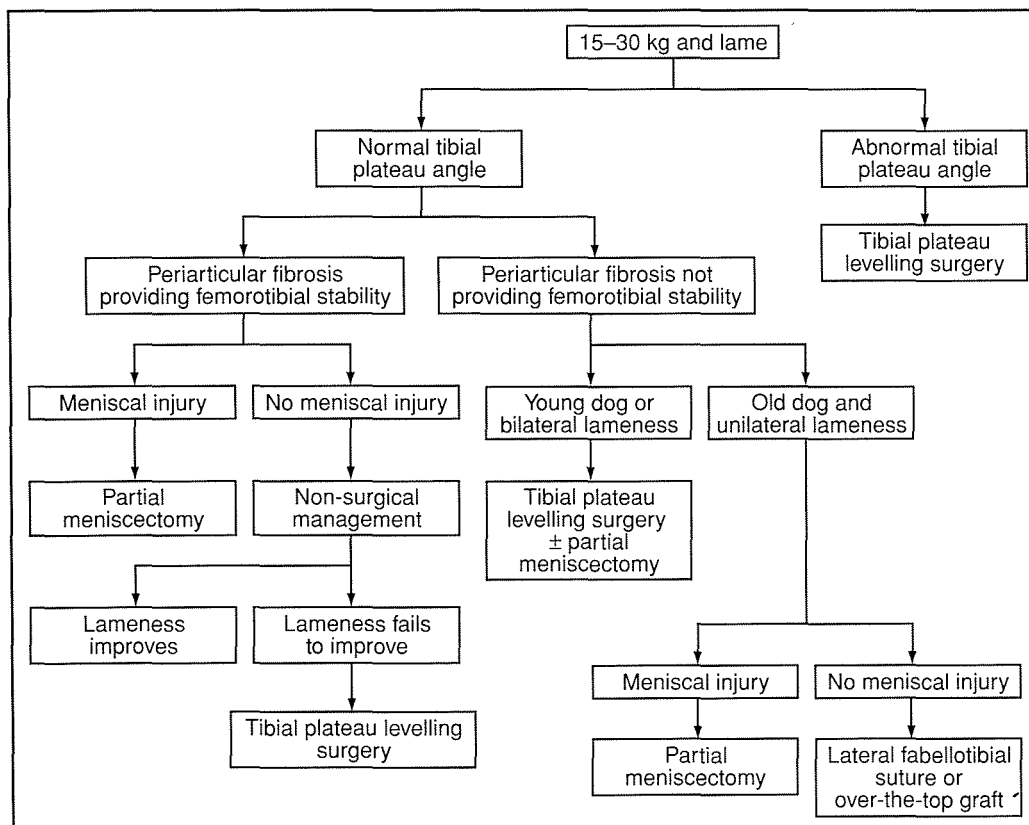 15–30 kg and lame
Normal tibial
plateau angle
Abnormal tibial
plateau angle
Tibial plateau
levelling surgery
Periarticular fibrosis
providing femorotibial stability
Periarticular fibrosis not
providing femorotibial stability
Meniscal injury
No meniscal injury
Young dog or
bilateral lameness
Old dog and
unilateral lameness
Partial
meniscectomy
Non-surgical
management
Tibial plateau
levelling surgery
± partial
meniscectomy
Lameness
improves
Lameness fails
to improve
Tibial plateau levelling
surgery
Meniscal injury
No meniscal injury
Partial
meniscectomy
Lateral fabellotibial
suture or
over-the-top graft